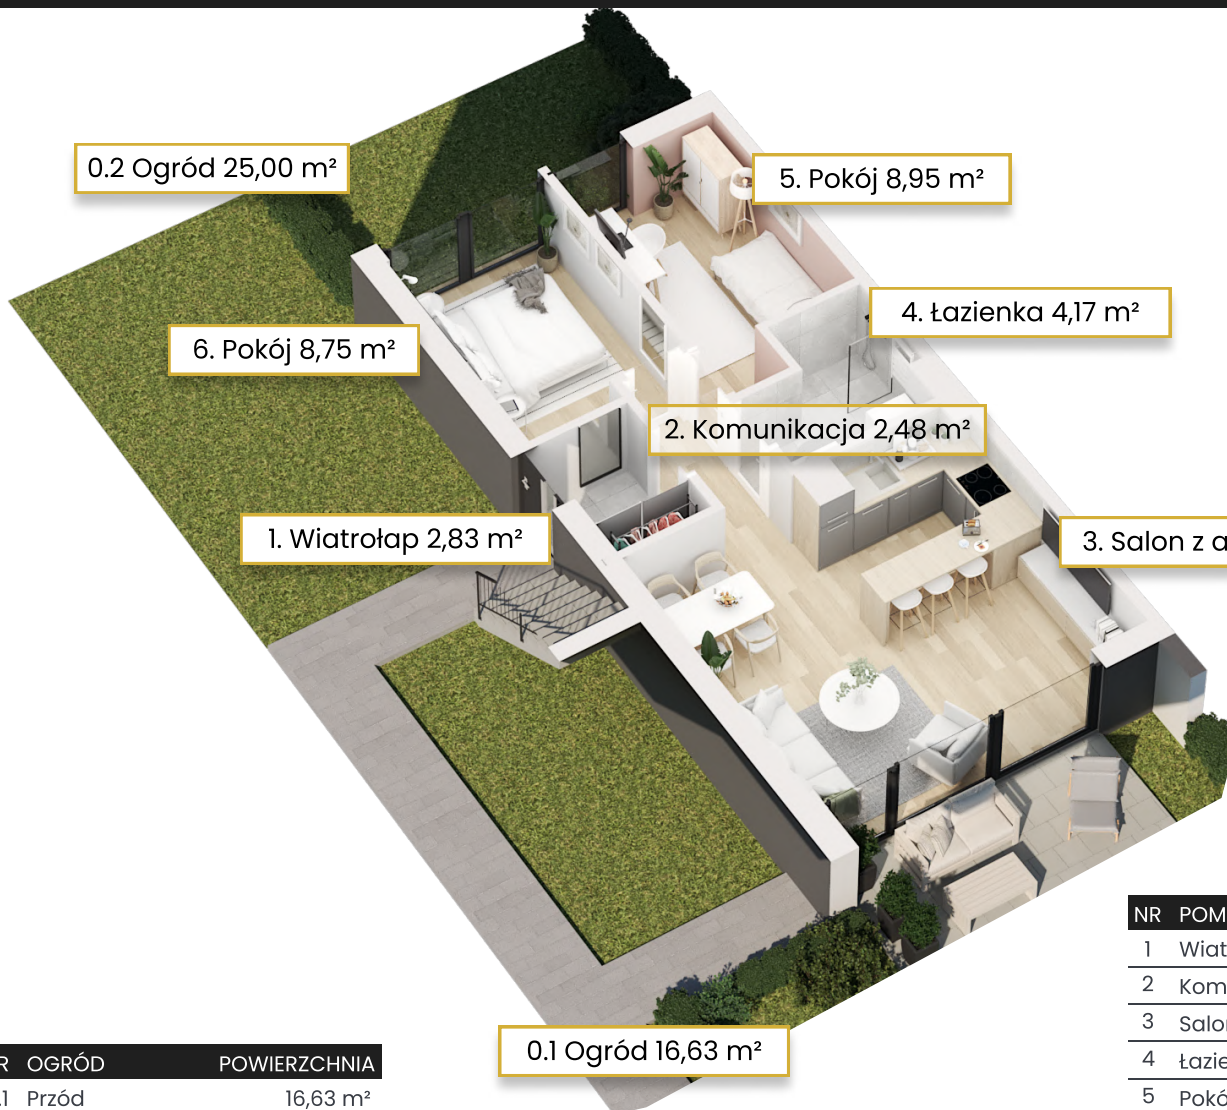 0.2 Ogród 25,00 m²
5. Pokój 8,95 m²
4. Łazienka 4,17 m²
6. Pokój 8,75 m²
2. Komunikacja 2,48 m²
1. Wiatrołap 2,83 m²
3. Salon z a
0.1 Ogród 16,63 m²
NR POM
1 Wiat
2 Kom
3 Salon
4 Łazie
5 Pokó
R OGRÓD POWIERZCHNIA
.1 Przód 16,63 m²